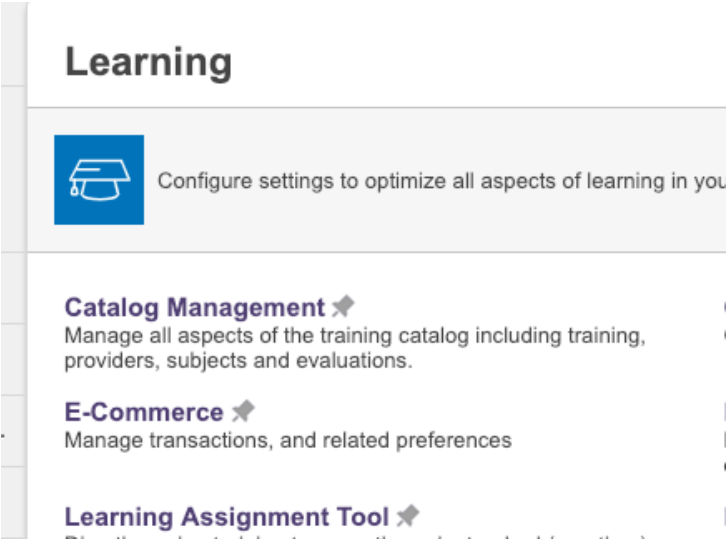 Learning
Configure settings to optimize all aspects of learning in you
Catalog Management
Manage all aspects of the training catalog including training,
providers, subjects and evaluations.
E-Commerce
Manage transactions, and related preferences
Learning Assignment Tool